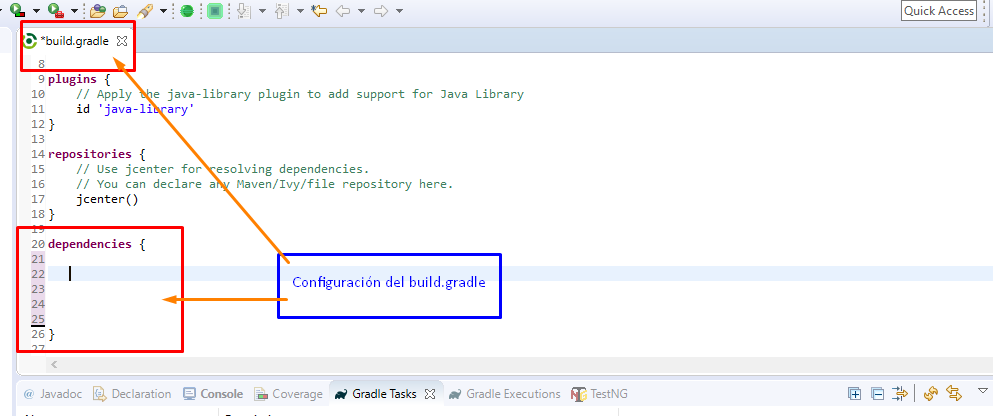 Quick Access
*build.gradle
8
9 plugins {
10 // Apply the java-library plugin to add support for Java Library
11 id 'java-library'
12 }
13
14 repositories {
15 // Use jcenter for resolving dependencies.
16 // You can declare any Maven/Ivy/file repository here.
17 jcenter()
18 }
19
20 dependencies {
21
22
23
24
25
26 }
27
Configuración del build.gradle
@ Javadoc Declaration Console Coverage Gradle Tasks Gradle Executions TestNG